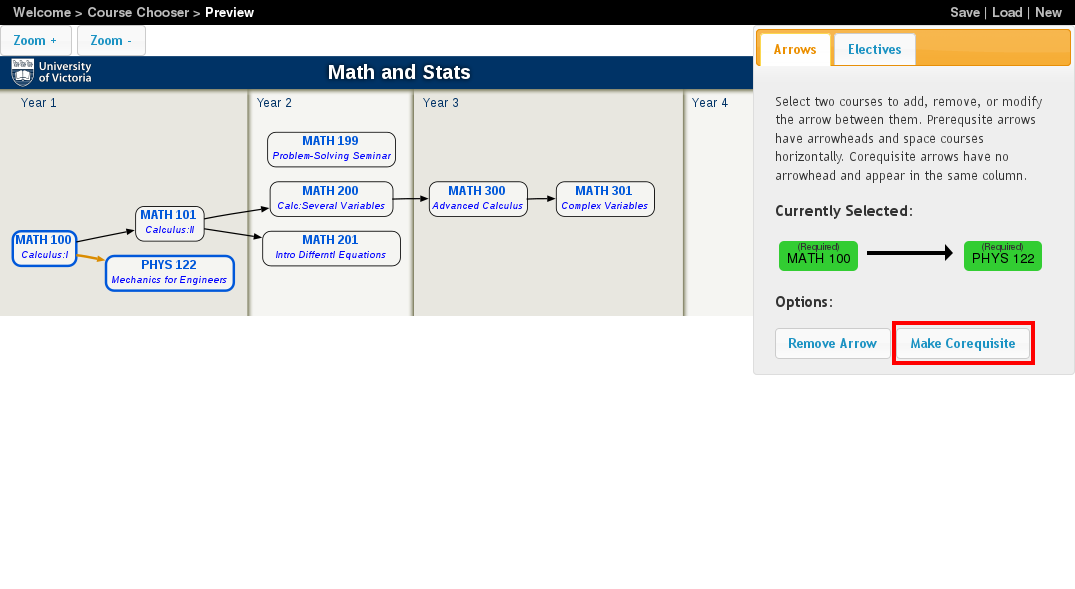 Welcome > Course Chooser > Preview
Save | Load | New
Zoom +
Zoom -
University
of Victoria
Math and Stats
Year 1
Year 2
Year 3
Year 4
MATH 199
Problem-Solving Seminar
MATH 200
Calc:Several Variables
MATH 300
Advanced Calculus
MATH 301
Complex Variables
MATH 101
Calculus:II
MATH 100
Calculus:I
MATH 201
Intro Differntl Equations
PHYS 122
Mechanics for Engineers
Arrows
Electives
Select two courses to add, remove, or modify
the arrow between them. Prerequsite arrows
have arrowheads and space courses
horizontally. Corequisite arrows have no
arrowhead and appear in the same column.
Currently Selected:
(Required)
MATH 100
(Required)
PHYS 122
Options:
Remove Arrow
Make Corequisite